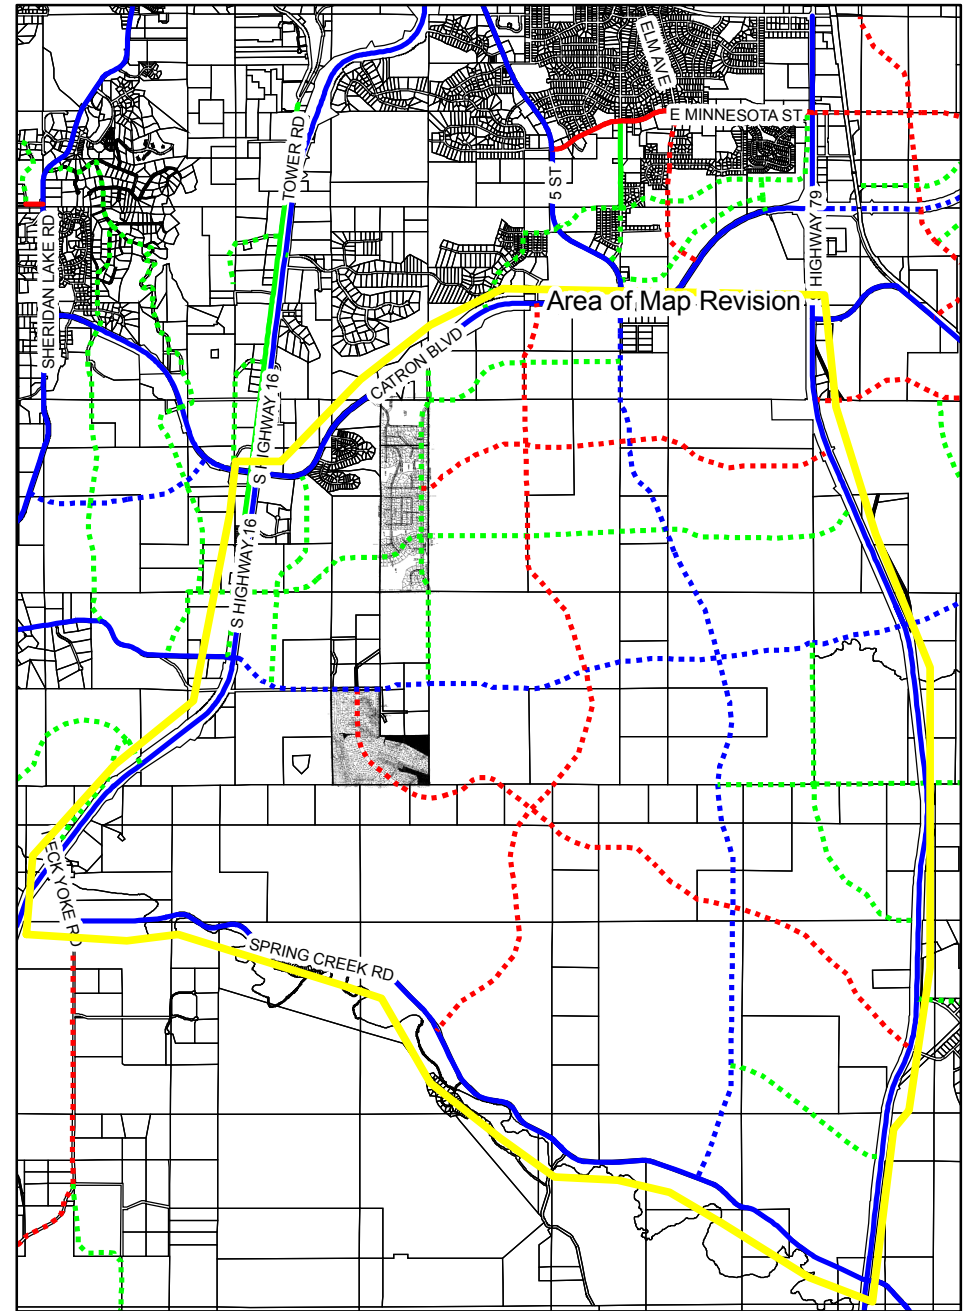 ELM AVE
E MINNESOTA ST
TOWER RD
5 ST
HIGHWAY 79
SHERIDAN LAKE RD
Area of Map Revision
CATRON BLVD
S HIGHWAY 16
S HIGHWAY 16
ECK YOKE RD
SPRING CREEK RD